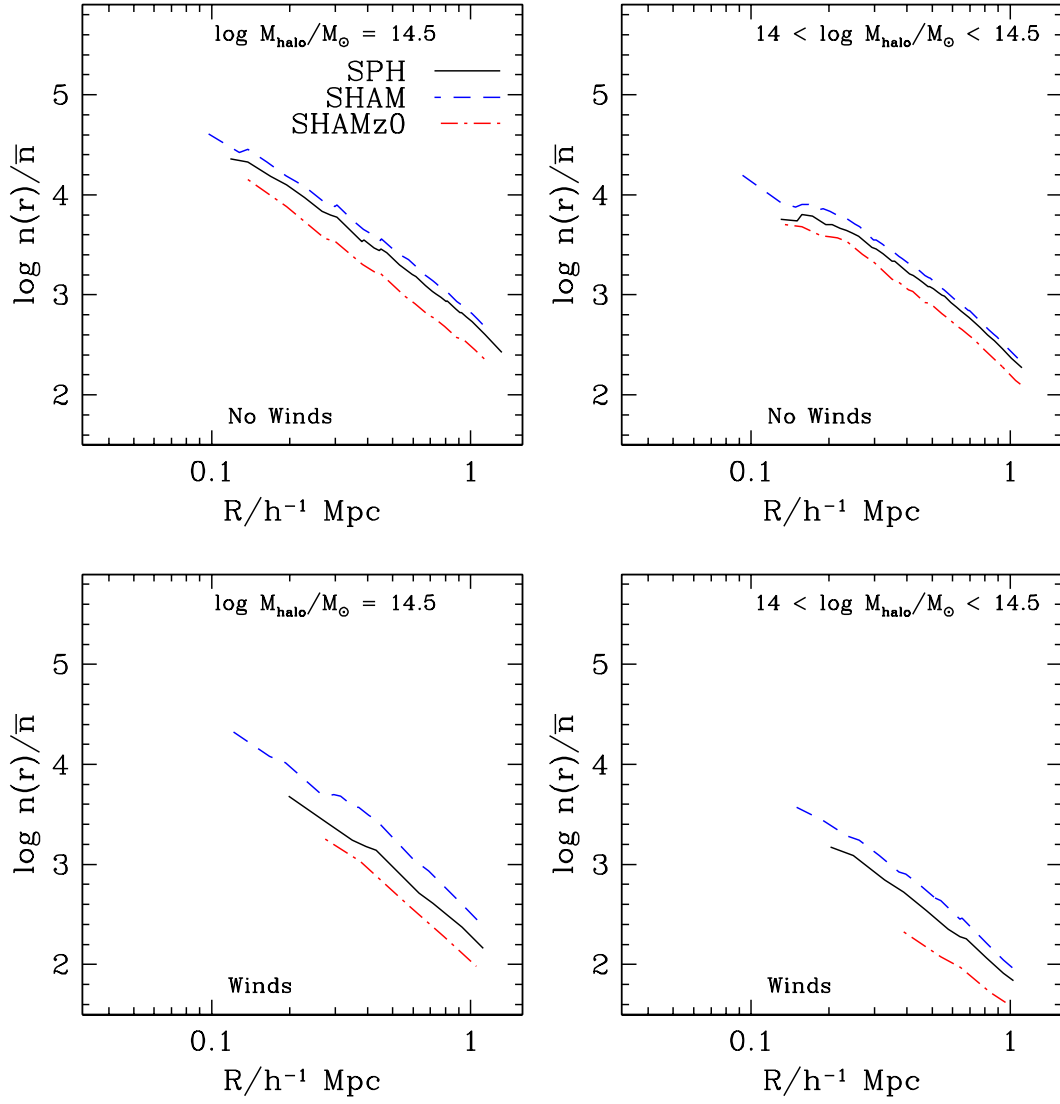 log M_halo/M_⊙ = 14.5
SPH
SHAM
SHAMz0
5
4
3
2
log n(r)/n̅
No Winds
0.1 1
R/h⁻¹ Mpc
14 < log M_halo/M_⊙ < 14.5
5
4
3
2
log n(r)/n̅
No Winds
0.1 1
R/h⁻¹ Mpc
log M_halo/M_⊙ = 14.5
5
4
3
2
log n(r)/n̅
Winds
0.1 1
R/h⁻¹ Mpc
14 < log M_halo/M_⊙ < 14.5
5
4
3
2
log n(r)/n̅
Winds
0.1 1
R/h⁻¹ Mpc